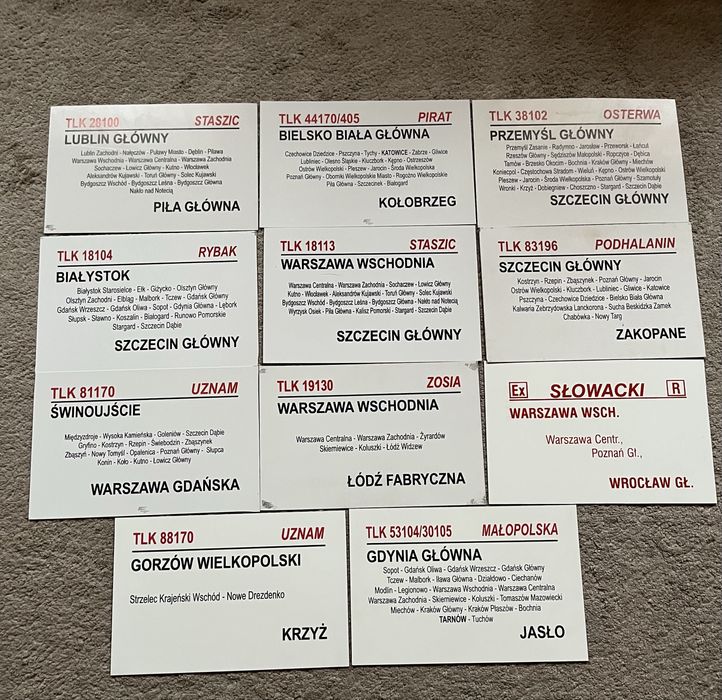 TLK 28100 STASZIC
LUBLIN GŁÓWNY
Lublin Zachodni - Nałęczów - Puławy Miasto - Dęblin - Pilawa
Warszawa Wschodnia - Warszawa Centralna - Warszawa Zachodnia
Sochaczew - Łowicz Główny - Kutno - Włocławek
Aleksandrów Kujawski - Toruń Główny - Solec Kujawski
Bydgoszcz Wschód - Bydgoszcz Leśna - Bydgoszcz Główna
Nakło nad Notecią
PIŁA GŁÓWNA
TLK 44170/405 PIRAT
BIELSKO BIAŁA GŁÓWNA
Czechowice Dziedzice - Pszczyna - Tychy - KATOWICE - Zabrze - Gliwice
Lubliniec - Olesno Śląskie - Kluczbork - Kępno - Ostrzeszów
Ostrów Wielkopolski - Pleszew - Jarocin - Środa Wielkopolska
Poznań Główny - Oborniki Wielkopolskie Miasto - Rogoźno Wielkopolskie
Piła Główna - Szczecinek - Białogard
KOŁOBRZEG
TLK 38102 OSTERWA
PRZEMYŚL GŁÓWNY
Przemyśl Zasanie - Radymno - Jarosław - Przeworsk - Łańcut
Rzeszów Główny - Sędziszów Małopolski - Ropczyce - Dębica
Tarnów - Brzesko Okocim - Bochnia - Kraków Główny - Miechów
Koniecpol - Częstochowa Stradom - Wieluń - Kępno - Ostrów Wielkopolski
Pleszew - Jarocin - Środa Wielkopolska - Poznań Główny - Szamotuły
Wronki - Krzyż - Dobiegniew - Choszczno - Stargard - Szczecin Dąbie
SZCZECIN GŁÓWNY
TLK 18104 RYBAK
BIAŁYSTOK
Białystok Starosielce - Ełk - Giżycko - Olsztyn Główny
Olsztyn Zachodni - Elbląg - Malbork - Tczew - Gdańsk Główny
Gdańsk Wrzeszcz - Gdańsk Oliwa - Sopot - Gdynia Główna - Lębork
Słupsk - Sławno - Koszalin - Białogard - Runowo Pomorskie
Stargard - Szczecin Dąbie
SZCZECIN GŁÓWNY
TLK 18113 STASZIC
WARSZAWA WSCHODNIA
Warszawa Centralna - Warszawa Zachodnia - Sochaczew - Łowicz Główny
Kutno - Włocławek - Aleksandrów Kujawski - Toruń Główny - Solec Kujawski
Bydgoszcz Wschód - Bydgoszcz Leśna - Bydgoszcz Główna - Nakło nad Notecią
Wyrzysk Osiek - Piła Główna - Kalisz Pomorski - Stargard - Szczecin Dąbie
SZCZECIN GŁÓWNY
TLK 83196 PODHALANIN
SZCZECIN GŁÓWNY
Kostrzyn - Rzepin - Zbąszynek - Poznań Główny - Jarocin
Ostrów Wielkopolski - Kluczbork - Lubliniec - Gliwice - Katowice
Pszczyna - Czechowice Dziedzice - Bielsko Biała Główna
Kalwaria Zebrzydowska Lanckorona - Sucha Beskidzka Zamek
Chabówka - Nowy Targ
ZAKOPANE
TLK 81170 UZNAM
ŚWINOUJŚCIE
Międzyzdroje - Wysoka Kamieńska - Goleniów - Szczecin Dąbie
Gryfino - Kostrzyn - Rzepin - Świebodzin - Zbąszynek
Zbąszyń - Nowy Tomyśl - Opalenica - Poznań Główny - Słupca
Konin - Koło - Kutno - Łowicz Główny
WARSZAWA GDAŃSKA
TLK 19130 ZOSIA
WARSZAWA WSCHODNIA
Warszawa Centralna - Warszawa Zachodnia - Żyrardów
Skierniewice - Koluszki - Łódź Widzew
ŁÓDŹ FABRYCZNA
Ex SŁOWACKI R
WARSZAWA WSCH.
Warszawa Centr.,
Poznań Gł.,
WROCŁAW GŁ.
TLK 88170 UZNAM
GORZÓW WIELKOPOLSKI
Strzelec Krajeński Wschód - Nowe Drezdenko
KRZYŻ
TLK 53104/30105 MAŁOPOLSKA
GDYNIA GŁÓWNA
Sopot - Gdańsk Oliwa - Gdańsk Wrzeszcz - Gdańsk Główny
Tczew - Malbork - Iława Główna - Działdowo - Ciechanów
Modlin - Legionowo - Warszawa Wschodnia - Warszawa Centralna
Warszawa Zachodnia - Skierniewice - Koluszki - Tomaszów Mazowiecki
Miechów - Kraków Główny - Kraków Płaszów - Bochnia
TARNÓW - Tuchów
JASŁO